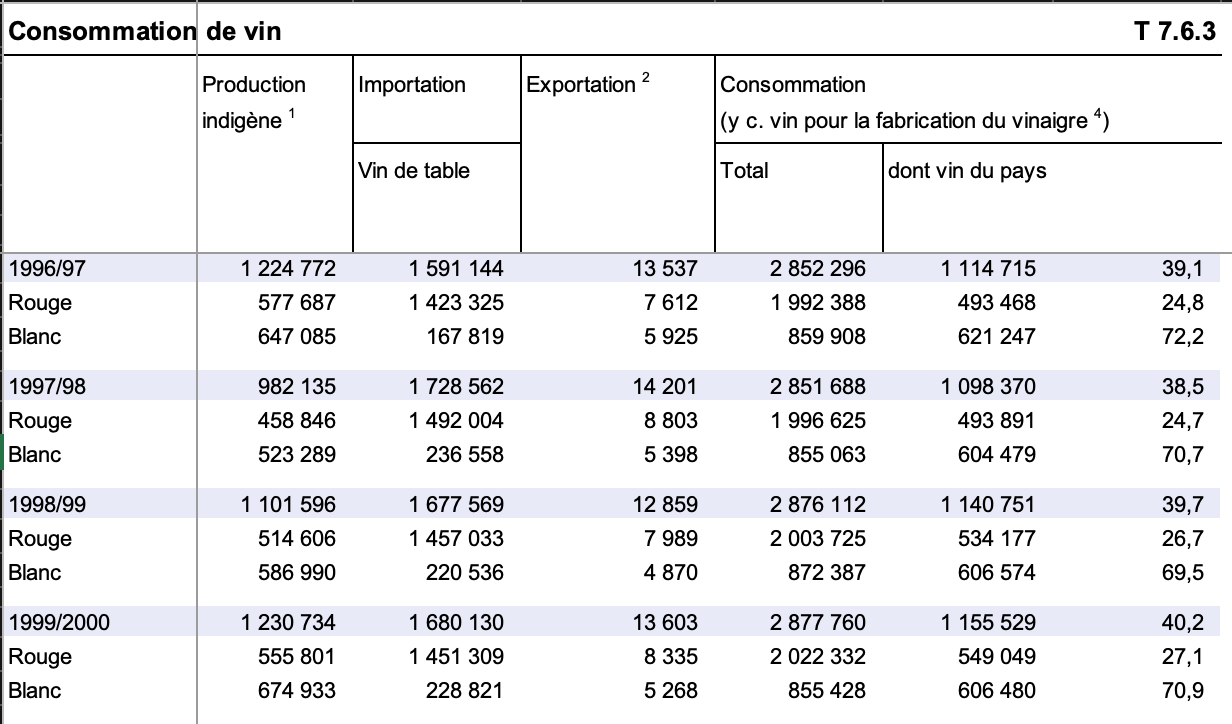 Consommation de vin T 7.6.3
Production Importation Exportation 2 Consommation
indigène 1 (y c. vin pour la fabrication du vinaigre 4)
Vin de table Total dont vin du pays
1996/97 1 224 772 1 591 144 13 537 2 852 296 1 114 715 39,1
Rouge 577 687 1 423 325 7 612 1 992 388 493 468 24,8
Blanc 647 085 167 819 5 925 859 908 621 247 72,2
1997/98 982 135 1 728 562 14 201 2 851 688 1 098 370 38,5
Rouge 458 846 1 492 004 8 803 1 996 625 493 891 24,7
Blanc 523 289 236 558 5 398 855 063 604 479 70,7
1998/99 1 101 596 1 677 569 12 859 2 876 112 1 140 751 39,7
Rouge 514 606 1 457 033 7 989 2 003 725 534 177 26,7
Blanc 586 990 220 536 4 870 872 387 606 574 69,5
1999/2000 1 230 734 1 680 130 13 603 2 877 760 1 155 529 40,2
Rouge 555 801 1 451 309 8 335 2 022 332 549 049 27,1
Blanc 674 933 228 821 5 268 855 428 606 480 70,9